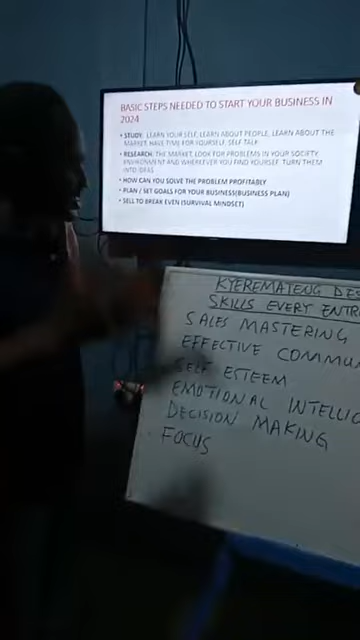 BASIC STEPS NEEDED TO START YOUR BUSINESS IN
2024
• STUDY: LEARN YOUR SELF, LEARN ABOUT PEOPLE, LEARN ABOUT THE
MARKET, HAVE TIME FOR YOURSELF, SELF TALK
• RESEARCH: THE MARKET, LOOK FOR PROBLEMS IN YOUR SOCIETY,
ENVIRONMENT AND WHEREVER YOU FIND YOURSELF. TURN THEM
INTO IDEAS
• HOW CAN YOU SOLVE THE PROBLEM PROFITABLY
• PLAN / SET GOALS FOR YOUR BUSINESS(BUSINESS PLAN)
• SELL TO BREAK EVEN (SURVIVAL MINDSET)
KYEREMATENG DES
SKILLS EVERY ENTR
SALES MASTERING
EFFECTIVE COMMU
SELF ESTEEM
EMOTIONAL INTELLIG
DECISION MAKING
FOCUS